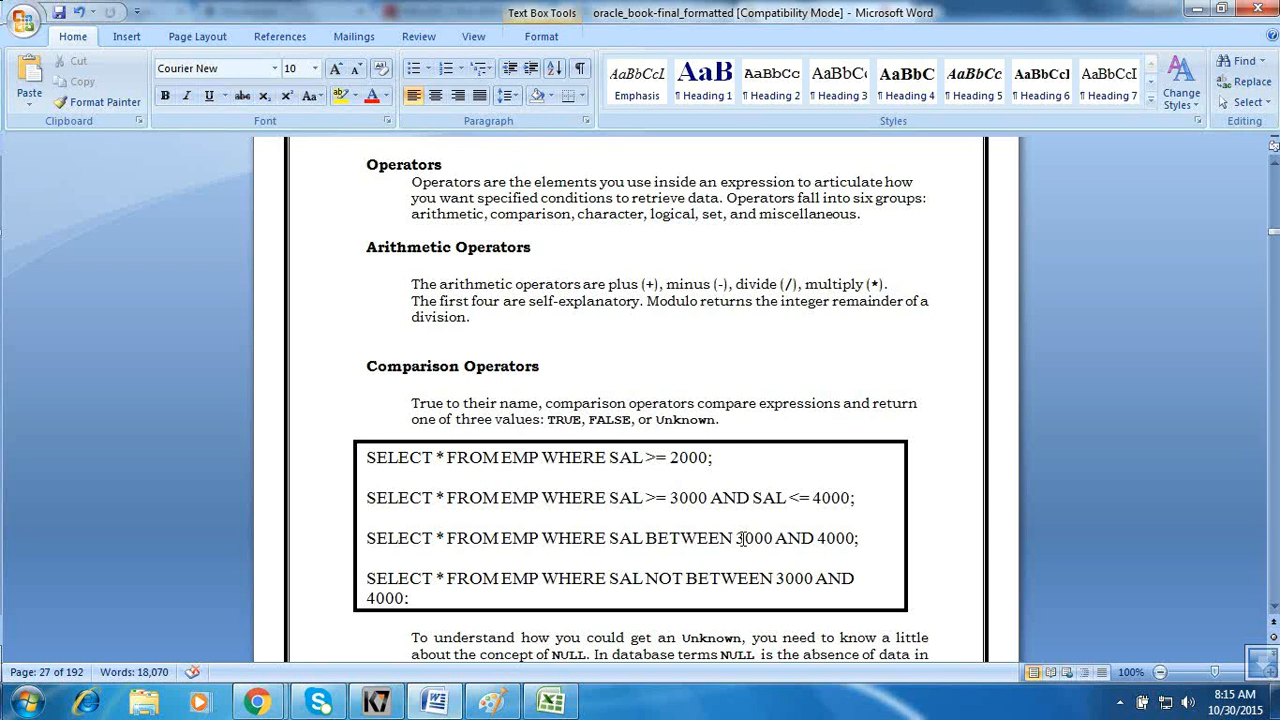 Text Box Tools
oracle_book-final_formatted [Compatibility Mode] - Microsoft Word
Home Insert Page Layout References Mailings Review View Format
Paste
Cut
Copy
Format Painter
Clipboard
Courier New 10
B I U abc x₂ x² Aa
Font
Paragraph
AaBbCcI AaB AaBbCc AaBbCcI AaBbC AaBbCc AaBbCc AaBbCcI
Emphasis ¶ Heading 1 ¶ Heading 2 ¶ Heading 3 ¶ Heading 4 ¶ Heading 5 ¶ Heading 6 ¶ Heading 7
Styles
Change
Styles
Find
Replace
Select
Editing
Operators
Operators are the elements you use inside an expression to articulate how
you want specified conditions to retrieve data. Operators fall into six groups:
arithmetic, comparison, character, logical, set, and miscellaneous.
Arithmetic Operators
The arithmetic operators are plus (+), minus (-), divide (/), multiply (*).
The first four are self-explanatory. Modulo returns the integer remainder of a
division.
Comparison Operators
True to their name, comparison operators compare expressions and return
one of three values: TRUE, FALSE, or Unknown.
SELECT * FROM EMP WHERE SAL >= 2000;
SELECT * FROM EMP WHERE SAL >= 3000 AND SAL <= 4000;
SELECT * FROM EMP WHERE SAL BETWEEN 3000 AND 4000;
SELECT * FROM EMP WHERE SAL NOT BETWEEN 3000 AND
4000;
To understand how you could get an Unknown, you need to know a little
about the concept of NULL. In database terms NULL is the absence of data in
Page: 27 of 192 Words: 18,070 100%
8:15 AM
10/30/2015